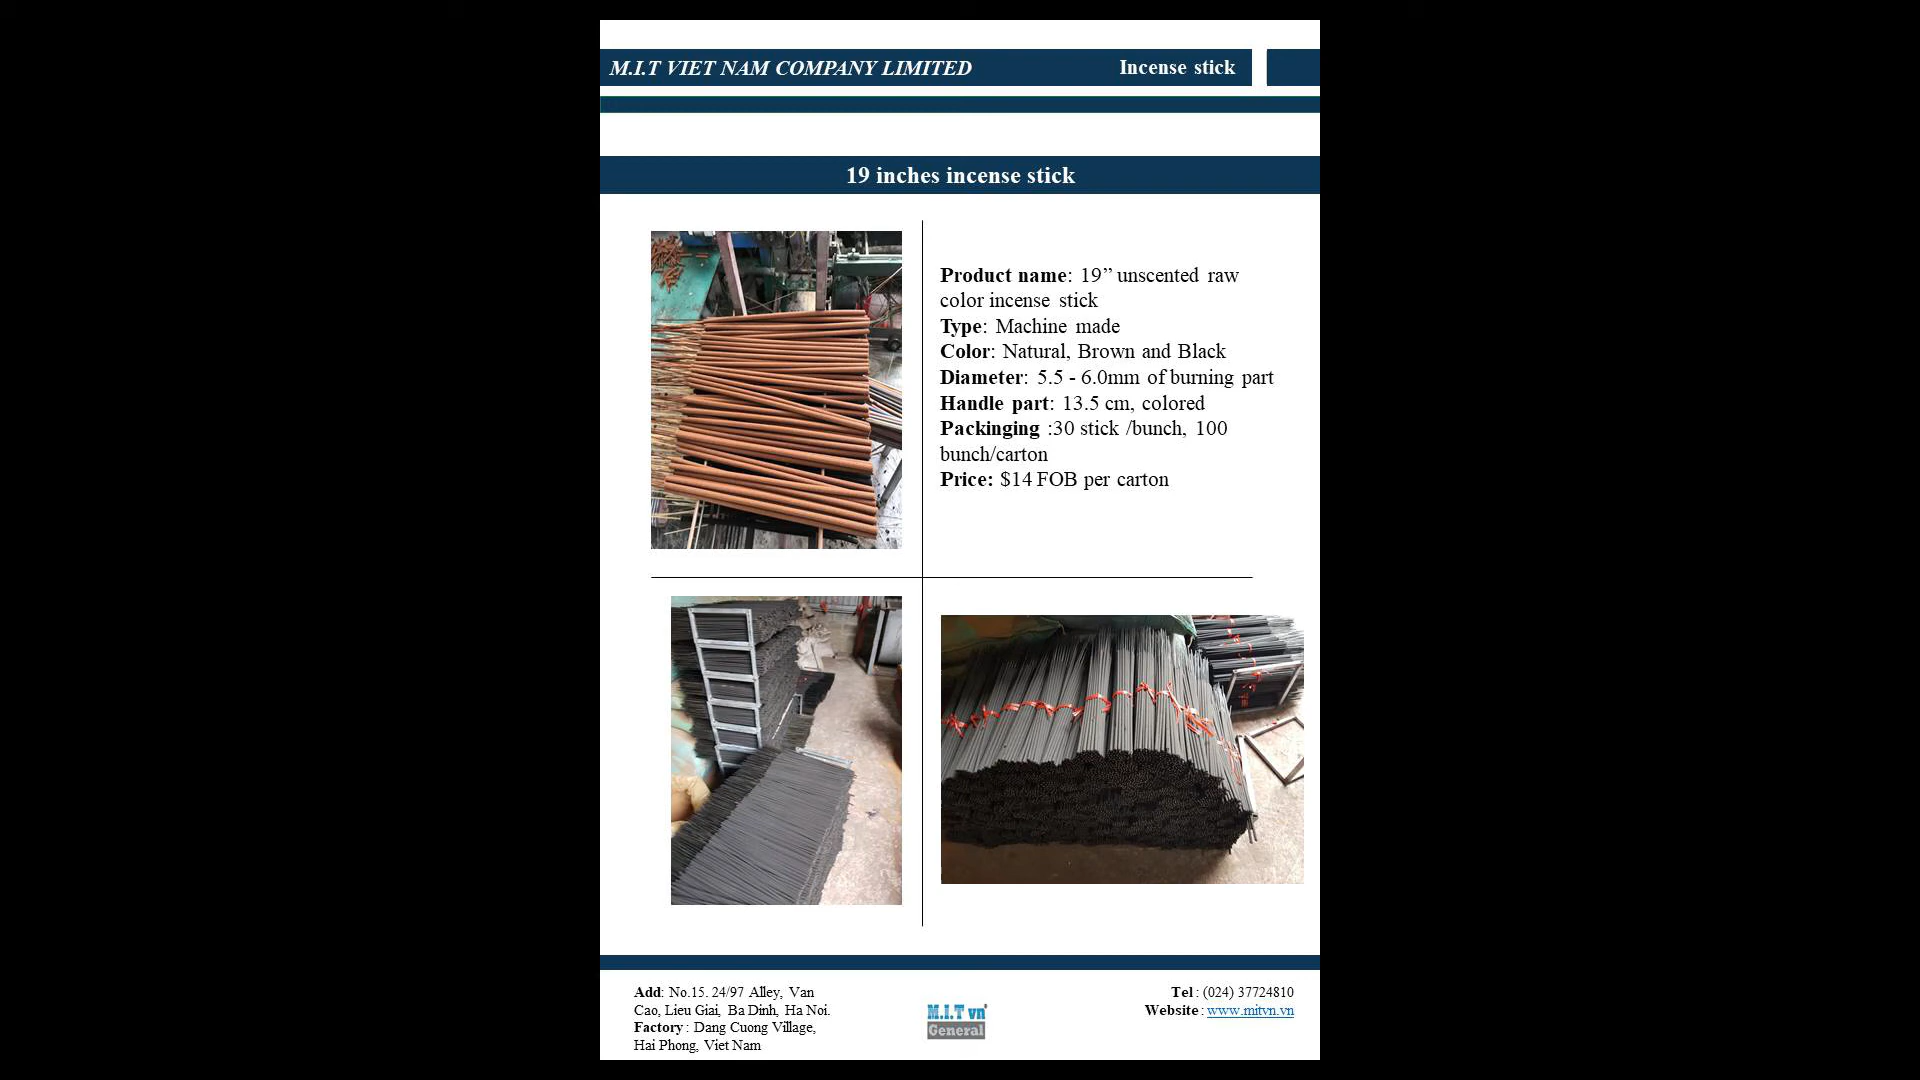 M.I.T VIET NAM COMPANY LIMITED
Incense stick
19 inches incense stick
Product name: 19” unscented raw
color incense stick
Type: Machine made
Color: Natural, Brown and Black
Diameter: 5.5 - 6.0mm of burning part
Handle part: 13.5 cm, colored
Packinging :30 stick /bunch, 100
bunch/carton
Price: $14 FOB per carton
Add: No.15. 24/97 Alley, Van
Cao, Lieu Giai, Ba Dinh, Ha Noi.
Factory : Dang Cuong Village,
Hai Phong, Viet Nam
M.I.T vn
General
Tel : (024) 37724810
Website : www.mitvn.vn